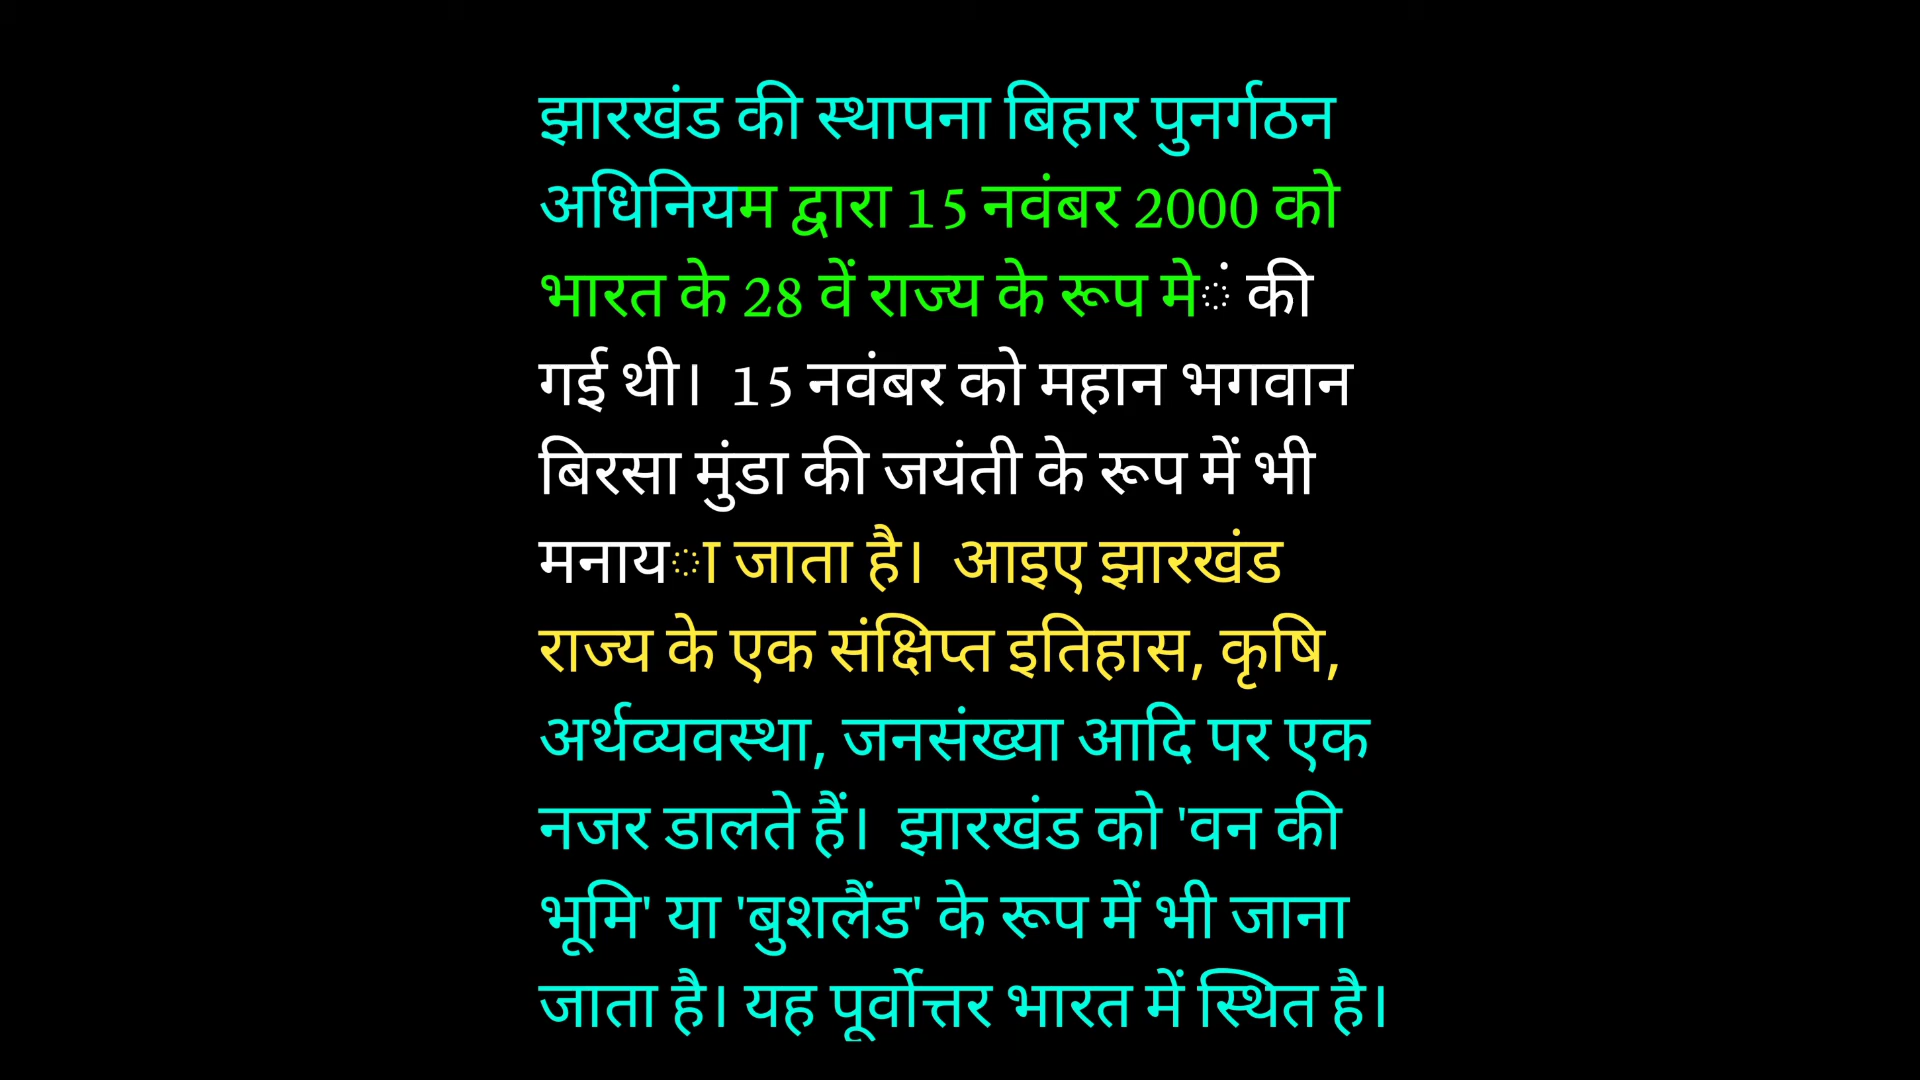 झारखंड की स्थापना बिहार पुनर्गठन
अधिनियम द्वारा 15 नवंबर 2000 को
भारत के 28 वें राज्य के रूप में की
गई थी। 15 नवंबर को महान भगवान
बिरसा मुंडा की जयंती के रूप में भी
मनाया जाता है। आइए झारखंड
राज्य के एक संक्षिप्त इतिहास, कृषि,
अर्थव्यवस्था, जनसंख्या आदि पर एक
नजर डालते हैं। झारखंड को 'वन की
भूमि' या 'बुशलैंड' के रूप में भी जाना
जाता है। यह पूर्वोत्तर भारत में स्थित है।